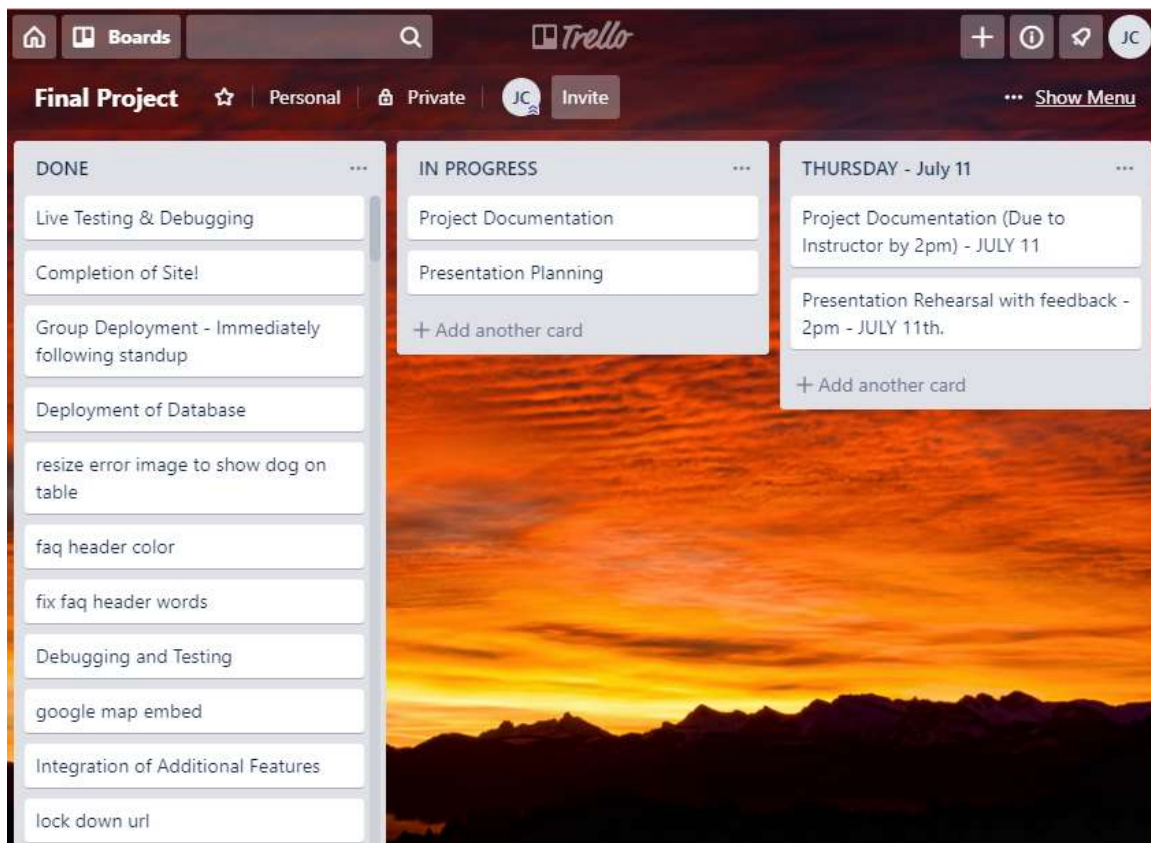 Boards
Trello
JC
Final Project
Personal
Private
JC
Invite
... Show Menu
DONE
Live Testing & Debugging
Completion of Site!
Group Deployment - Immediately
following standup
Deployment of Database
resize error image to show dog on
table
faq header color
fix faq header words
Debugging and Testing
google map embed
Integration of Additional Features
lock down url
IN PROGRESS
Project Documentation
Presentation Planning
+ Add another card
THURSDAY - July 11
Project Documentation (Due to
Instructor by 2pm) - JULY 11
Presentation Rehearsal with feedback -
2pm - JULY 11th.
+ Add another card